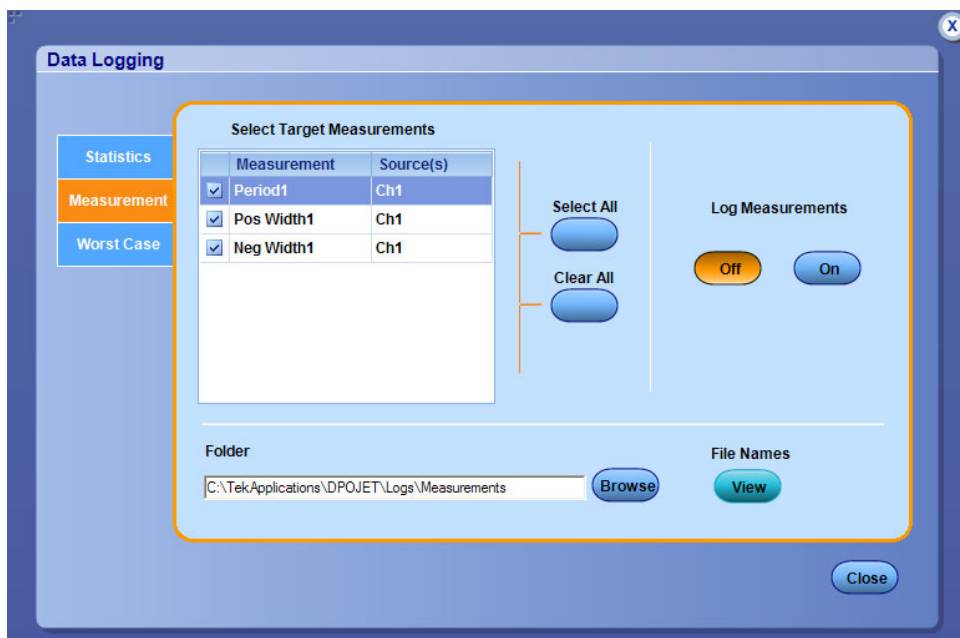 X
Data Logging
Statistics
Measurement
Worst Case
Select Target Measurements
Measurement Source(s)
Period1 Ch1
Pos Width1 Ch1
Neg Width1 Ch1
Select All
Clear All
Log Measurements
Off On
Folder
C:\TekApplications\DPOJET\Logs\Measurements
Browse
File Names
View
Close